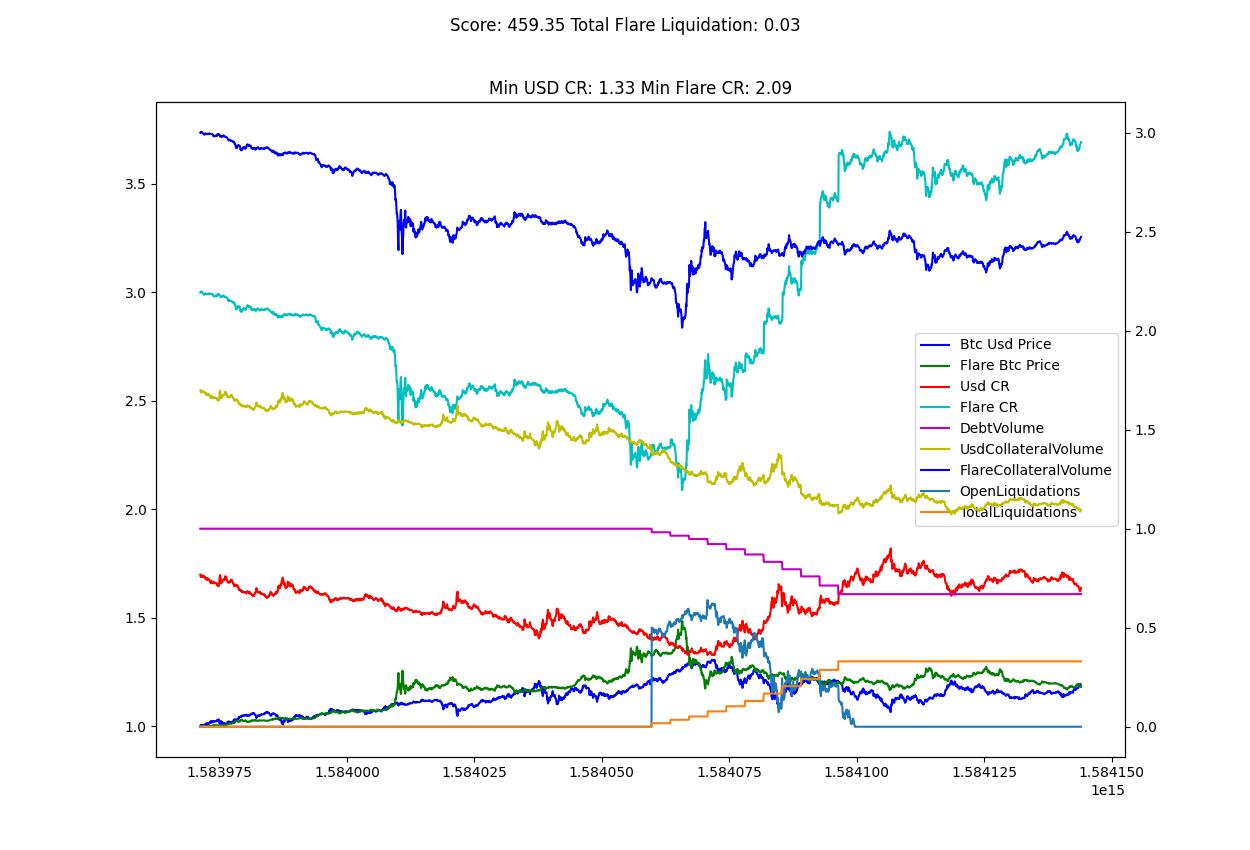 Score: 459.35 Total Flare Liquidation: 0.03
Min USD CR: 1.33 Min Flare CR: 2.09
3.5
3.0
2.5
2.0
1.5
1.0
3.0
2.5
2.0
1.5
1.0
0.5
0.0
Btc Usd Price
Flare Btc Price
Usd CR
Flare CR
DebtVolume
UsdCollateralVolume
FlareCollateralVolume
OpenLiquidations
TotalLiquidations
1.583975 1.584000 1.584025 1.584050 1.584075 1.584100 1.584125 1.584150
1e15